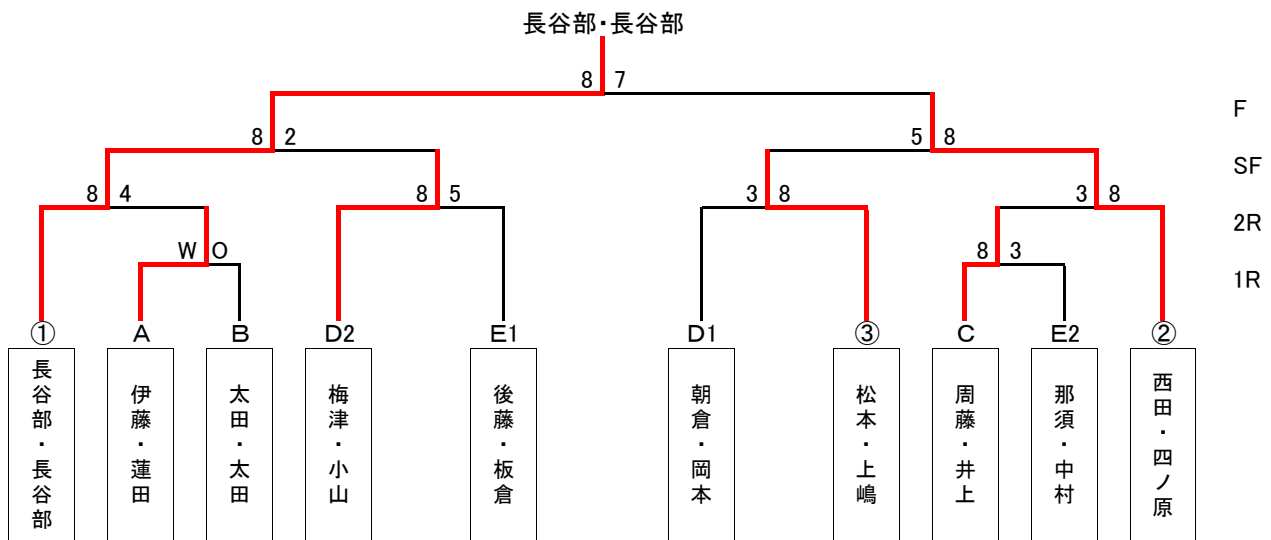 長谷部・長谷部
8 7
F
8 2
5 8
SF
8 4
8 5
3 8
3 8
2R
W O
8 3
1R
① A B D2 E1 D1 ③ C E2 ②
長谷部・長谷部
伊藤・蓮田
太田・太田
梅津・小山
後藤・板倉
朝倉・岡本
松本・上嶋
周藤・井上
那須・中村
西田・四ノ原